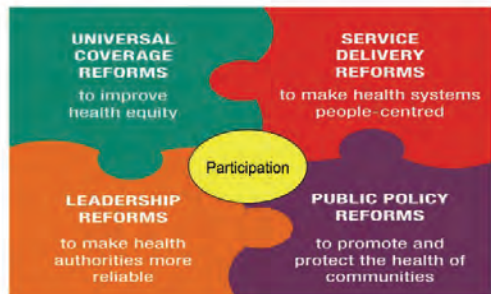 UNIVERSAL
COVERAGE
REFORMS
to improve
health equity
SERVICE
DELIVERY
REFORMS
to make health systems
people-centred
Participation
LEADERSHIP
REFORMS
to make health
authorities more
reliable
PUBLIC POLICY
REFORMS
to promote and
protect the health of
communities